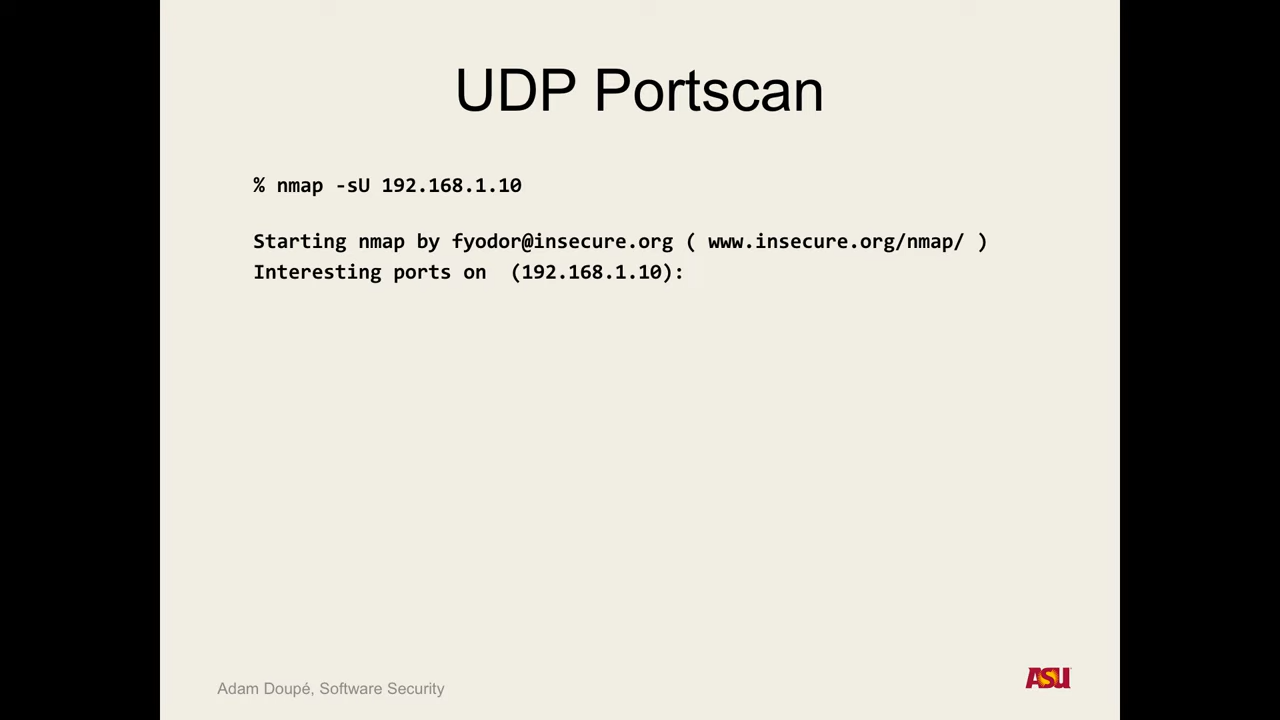 UDP Portscan
% nmap -sU 192.168.1.10
Starting nmap by fyodor@insecure.org ( www.insecure.org/nmap/ )
Interesting ports on  (192.168.1.10):
Adam Doupé, Software Security
ASU